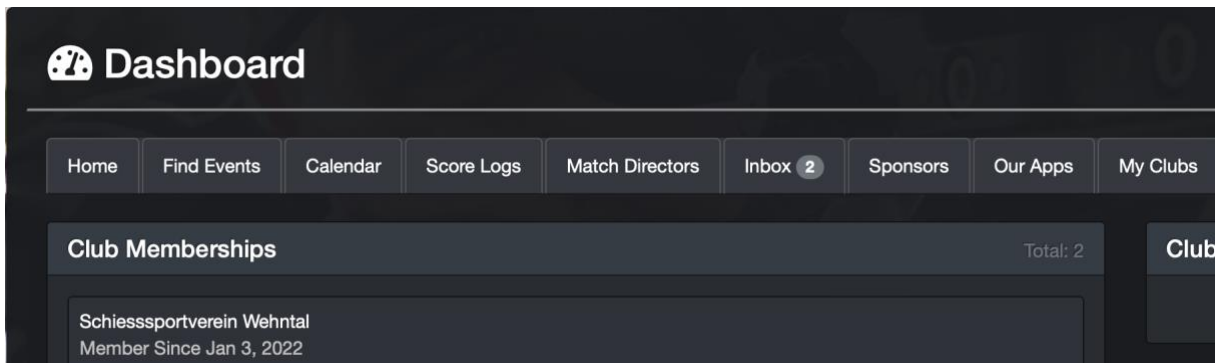 Dashboard
Home Find Events Calendar Score Logs Match Directors Inbox 2 Sponsors Our Apps My Clubs
Club Memberships Total: 2 Club
Schiesssportverein Wehntal
Member Since Jan 3, 2022